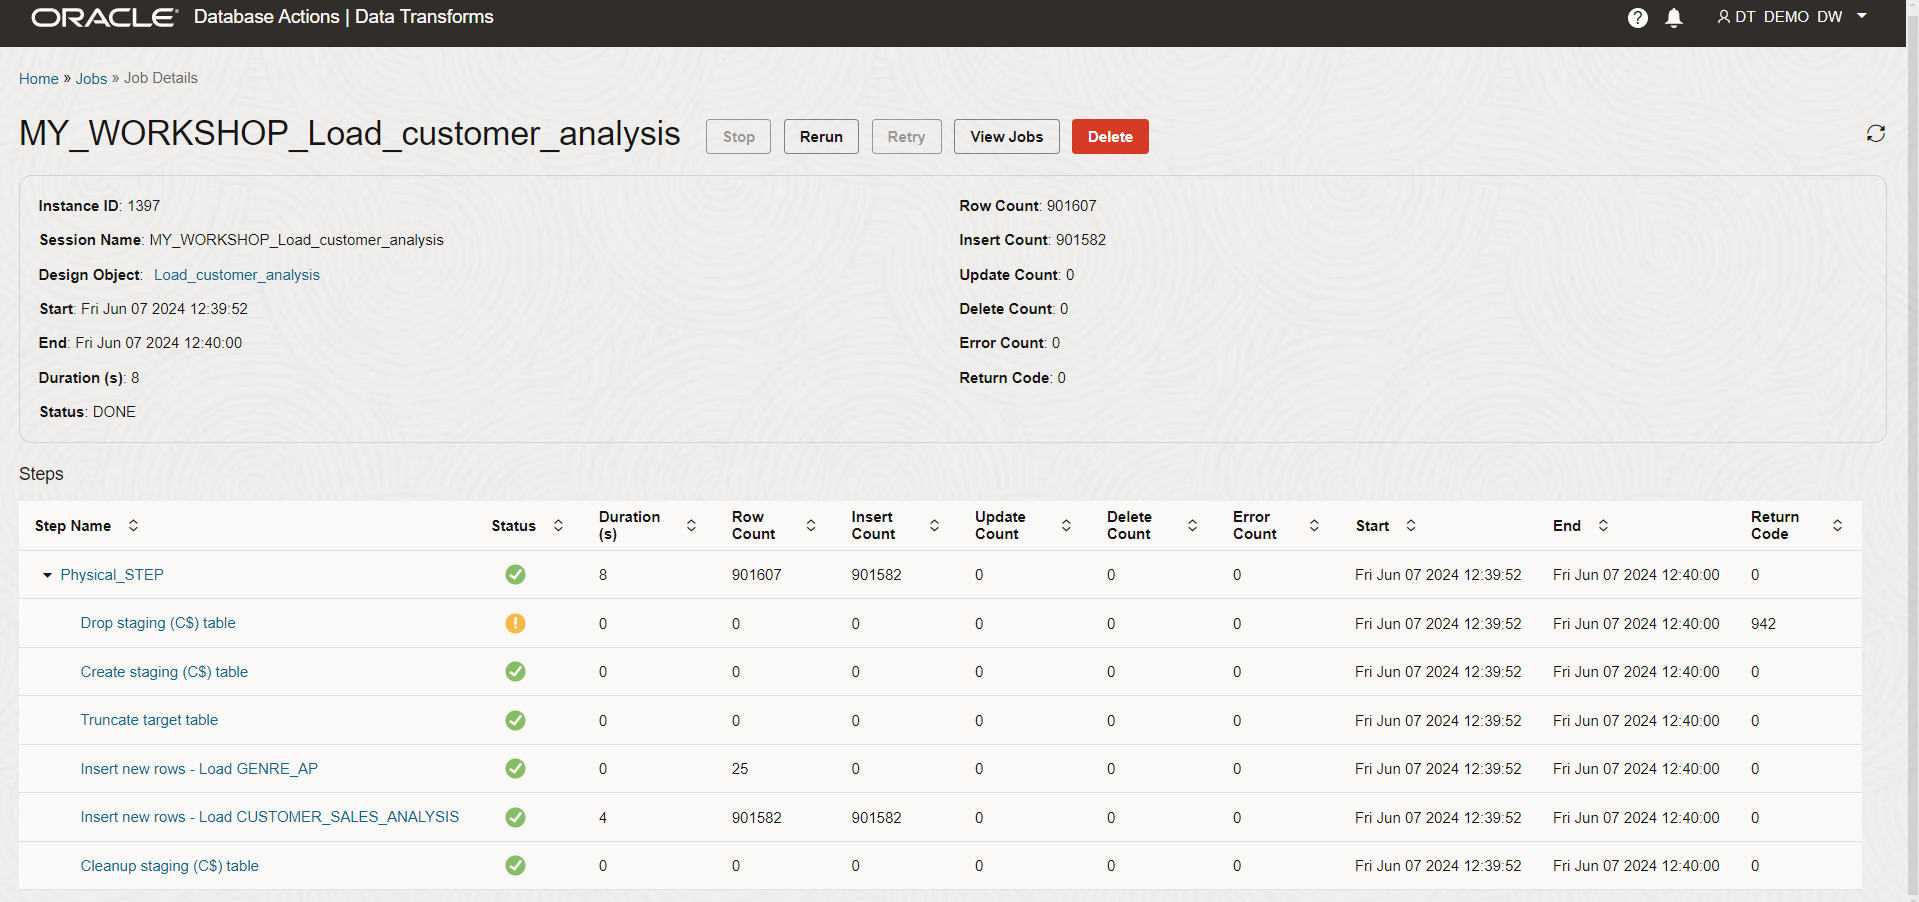 ORACLE Database Actions | Data Transforms ? DT_DEMO_DW
Home » Jobs » Job Details
MY_WORKSHOP_Load_customer_analysis Stop Rerun Retry View Jobs Delete
Instance ID: 1397 Row Count: 901607
Session Name: MY_WORKSHOP_Load_customer_analysis Insert Count: 901582
Design Object: Load_customer_analysis Update Count: 0
Start: Fri Jun 07 2024 12:39:52 Delete Count: 0
End: Fri Jun 07 2024 12:40:00 Error Count: 0
Duration (s): 8 Return Code: 0
Status: DONE
Steps
Step Name Status Duration (s) Row Count Insert Count Update Count Delete Count Error Count Start End Return Code
Physical_STEP 8 901607 901582 0 0 0 Fri Jun 07 2024 12:39:52 Fri Jun 07 2024 12:40:00 0
Drop staging (C$) table 0 0 0 0 0 0 Fri Jun 07 2024 12:39:52 Fri Jun 07 2024 12:40:00 942
Create staging (C$) table 0 0 0 0 0 0 Fri Jun 07 2024 12:39:52 Fri Jun 07 2024 12:40:00 0
Truncate target table 0 0 0 0 0 0 Fri Jun 07 2024 12:39:52 Fri Jun 07 2024 12:40:00 0
Insert new rows - Load GENRE_AP 0 25 0 0 0 0 Fri Jun 07 2024 12:39:52 Fri Jun 07 2024 12:40:00 0
Insert new rows - Load CUSTOMER_SALES_ANALYSIS 4 901582 901582 0 0 0 Fri Jun 07 2024 12:39:52 Fri Jun 07 2024 12:40:00 0
Cleanup staging (C$) table 0 0 0 0 0 0 Fri Jun 07 2024 12:39:52 Fri Jun 07 2024 12:40:00 0